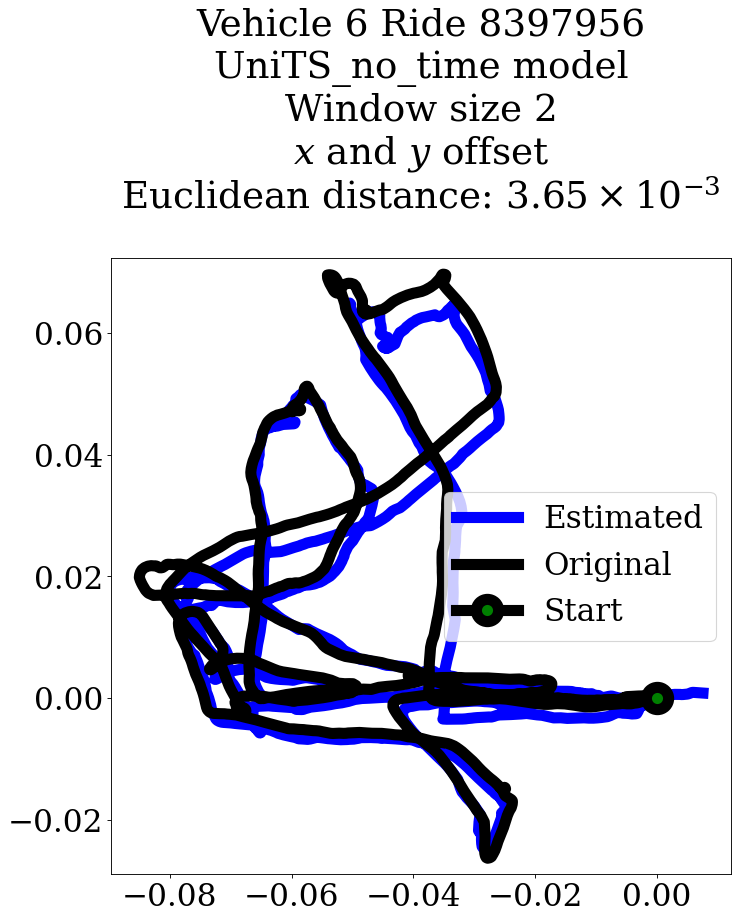 Vehicle 6 Ride 8397956
UniTS_no_time model
Window size 2
x and y offset
Euclidean distance: 3.65 × 10⁻³
0.06
0.04
0.02
0.00
−0.02
Estimated
Original
Start
−0.08 −0.06 −0.04 −0.02 0.00